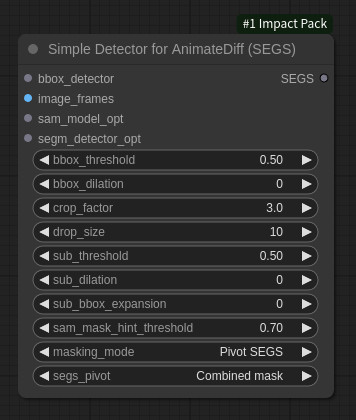 #1 Impact Pack
Simple Detector for AnimateDiff (SEGS)
bbox_detector SEGS
image_frames
sam_model_opt
segm_detector_opt
bbox_threshold 0.50
bbox_dilation 0
crop_factor 3.0
drop_size 10
sub_threshold 0.50
sub_dilation 0
sub_bbox_expansion 0
sam_mask_hint_threshold 0.70
masking_mode Pivot SEGS
segs_pivot Combined mask